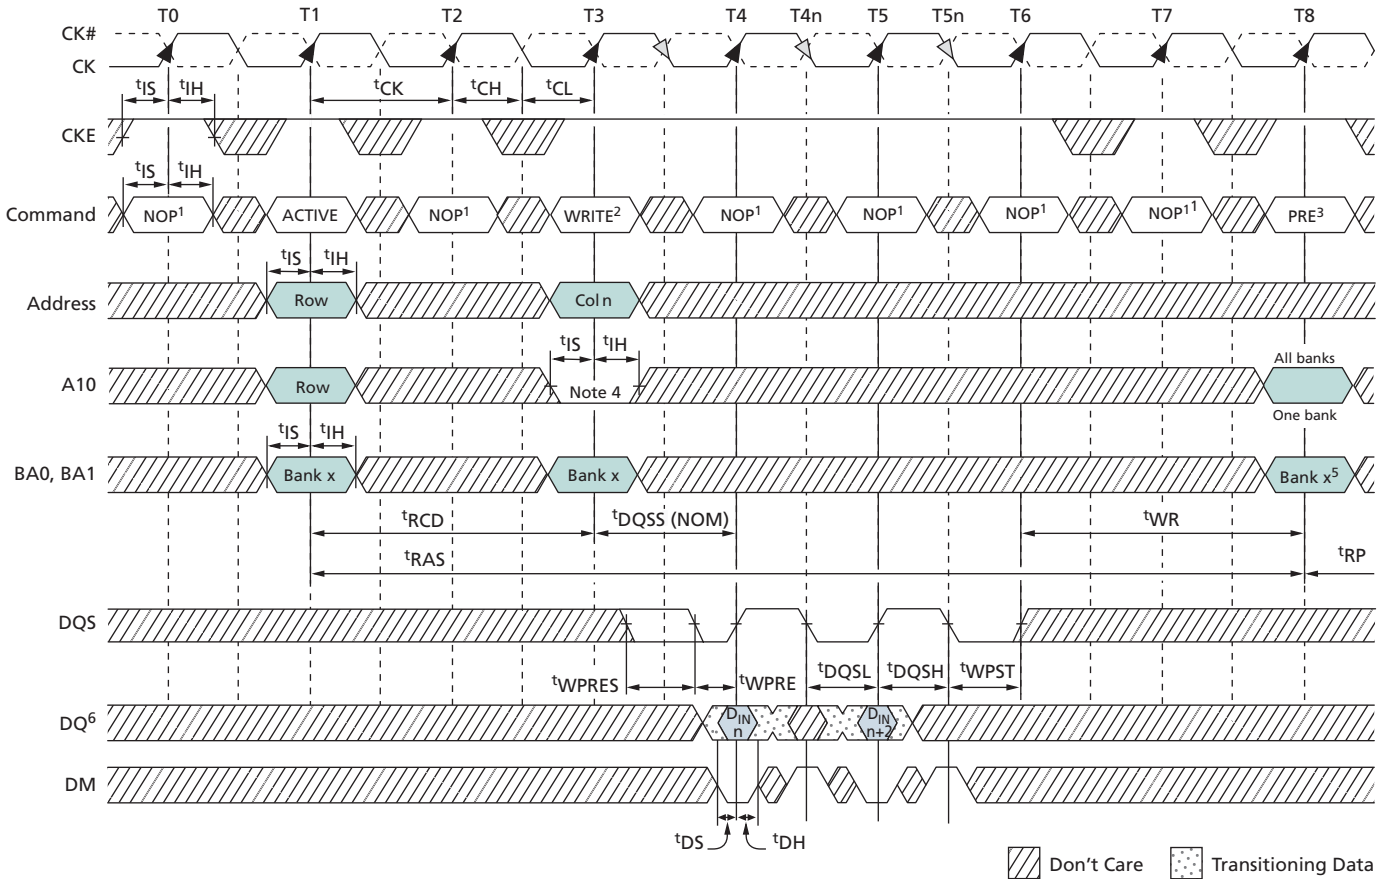 T0 T1 T2 T3 T4 T4n T5 T5n T6 T7 T8
CK#
CK
tIS tIH tCK tCH tCL
CKE
tIS tIH
Command NOP1 ACTIVE NOP1 WRITE2 NOP1 NOP1 NOP1 NOP11 PRE3
tIS tIH
Address Row Col n
tIS tIH
All banks
A10 Row Note 4
One bank
tIS tIH
BA0, BA1 Bank x Bank x Bank x5
tRCD tDQSS (NOM) tWR
tRAS tRP
DQS
tWPRES tWPRE tDQSL tDQSH tWPST
DQ6 DIN n DIN n+2
DM
tDS tDH
Don't Care Transitioning Data